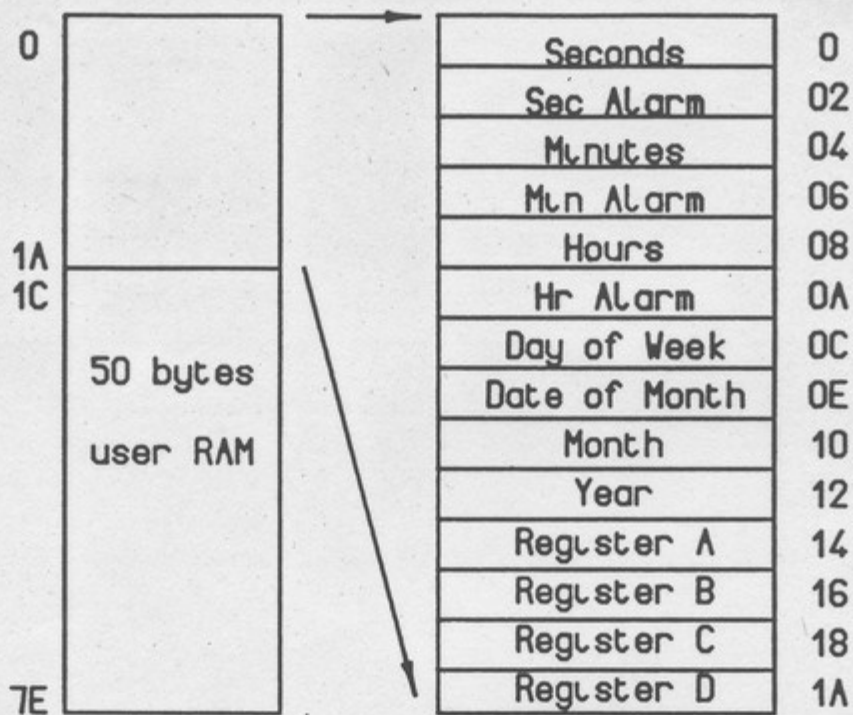 0
1A
1C
50 bytes
user RAM
7E
Seconds 0
Sec Alarm 02
Minutes 04
Min Alarm 06
Hours 08
Hr Alarm 0A
Day of Week 0C
Date of Month 0E
Month 10
Year 12
Register A 14
Register B 16
Register C 18
Register D 1A